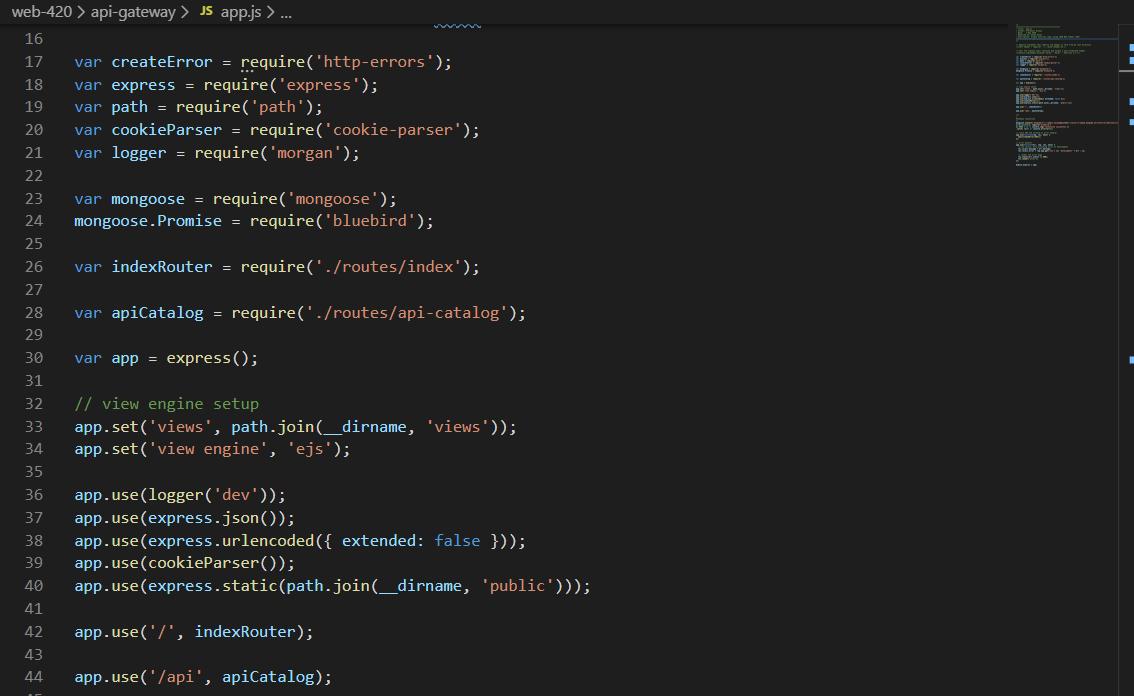 web-420 > api-gateway > JS app.js > ...
16
17 var createError = require('http-errors');
18 var express = require('express');
19 var path = require('path');
20 var cookieParser = require('cookie-parser');
21 var logger = require('morgan');
22
23 var mongoose = require('mongoose');
24 mongoose.Promise = require('bluebird');
25
26 var indexRouter = require('./routes/index');
27
28 var apiCatalog = require('./routes/api-catalog');
29
30 var app = express();
31
32 // view engine setup
33 app.set('views', path.join(__dirname, 'views'));
34 app.set('view engine', 'ejs');
35
36 app.use(logger('dev'));
37 app.use(express.json());
38 app.use(express.urlencoded({ extended: false }));
39 app.use(cookieParser());
40 app.use(express.static(path.join(__dirname, 'public')));
41
42 app.use('/', indexRouter);
43
44 app.use('/api', apiCatalog);